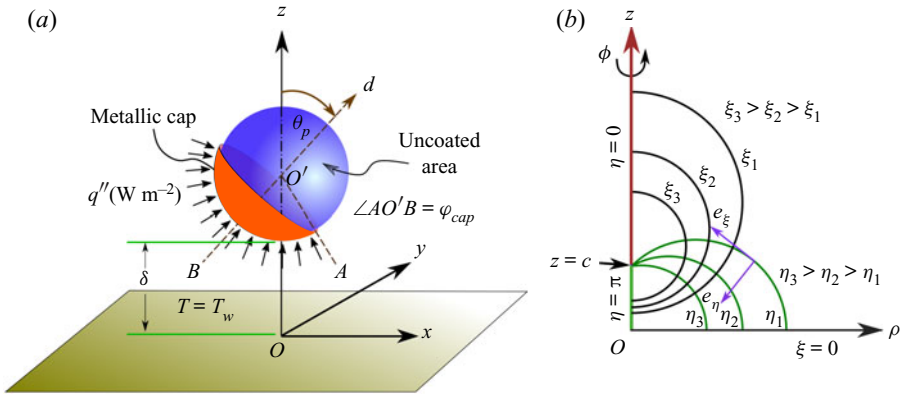 (a)
z
d
θp
Metallic cap
Uncoated
area
O′
q″(W m–2)
∠AO′B = φcap
B
A
y
δ
T = Tw
O
x
(b)
z
ϕ
ξ3 > ξ2 > ξ1
η = 0
ξ1
ξ2
ξ3
eξ
z = c
η3 > η2 > η1
η = π
eη
η3
η2
η1
O
ξ = 0
ρ